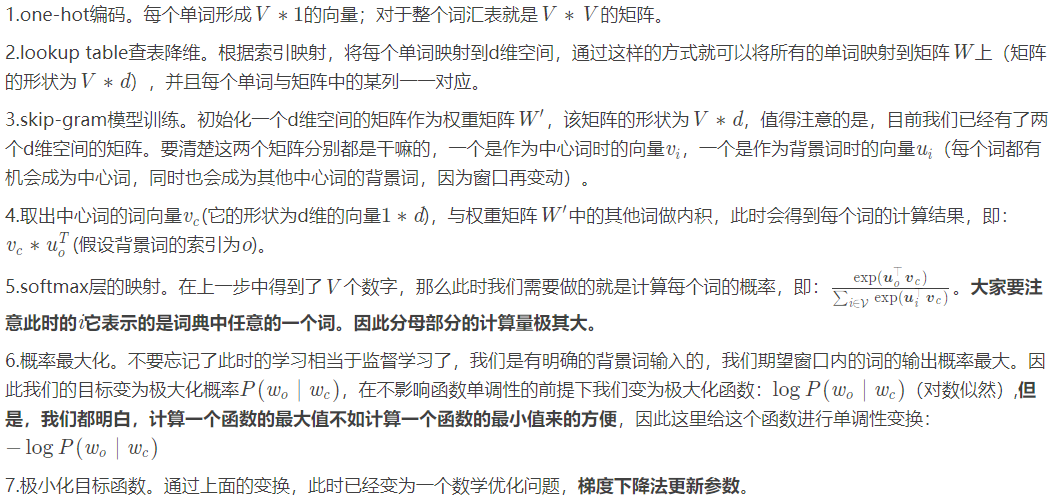 1.one-hot编码。每个单词形成V * 1的向量；对于整个词汇表就是V * V的矩阵。
2.lookup table查表降维。根据索引映射，将每个单词映射到d维空间，通过这样的方式就可以将所有的单词映射到矩阵W上（矩阵
的形状为V * d），并且每个单词与矩阵中的某列一一对应。
3.skip-gram模型训练。初始化一个d维空间的矩阵作为权重矩阵W′，该矩阵的形状为V * d，值得注意的是，目前我们已经有了两
个d维空间的矩阵。要清楚这两个矩阵分别都是干嘛的，一个是作为中心词时的向量v_i，一个是作为背景词时的向量u_i（每个词都有
机会成为中心词，同时也会成为其他中心词的背景词，因为窗口再变动）。
4.取出中心词的词向量v_c(它的形状为d维的向量1 * d)，与权重矩阵W′中的其他词做内积，此时会得到每个词的计算结果，即：
v_c * u_o^T (假设背景词的索引为o)。
5.softmax层的映射。在上一步中得到了V个数字，那么此时我们需要做的就是计算每个词的概率，即：exp(u_o^⊤ v_c) / ∑_{i∈V} exp(u_i^⊤ v_c)。大家要注
意此时的i它表示的是词典中任意的一个词。因此分母部分的计算量极其大。
6.概率最大化。不要忘记了此时的学习相当于监督学习了，我们是有明确的背景词输入的，我们期望窗口内的词的输出概率最大。因
此我们的目标变为极大化概率P(w_o | w_c)，在不影响函数单调性的前提下我们变为极大化函数：log P(w_o | w_c)（对数似然）,但
是，我们都明白，计算一个函数的最大值不如计算一个函数的最小值来的方便，因此这里给这个函数进行单调性变换：
− log P(w_o | w_c)
7.极小化目标函数。通过上面的变换，此时已经变为一个数学优化问题，梯度下降法更新参数。